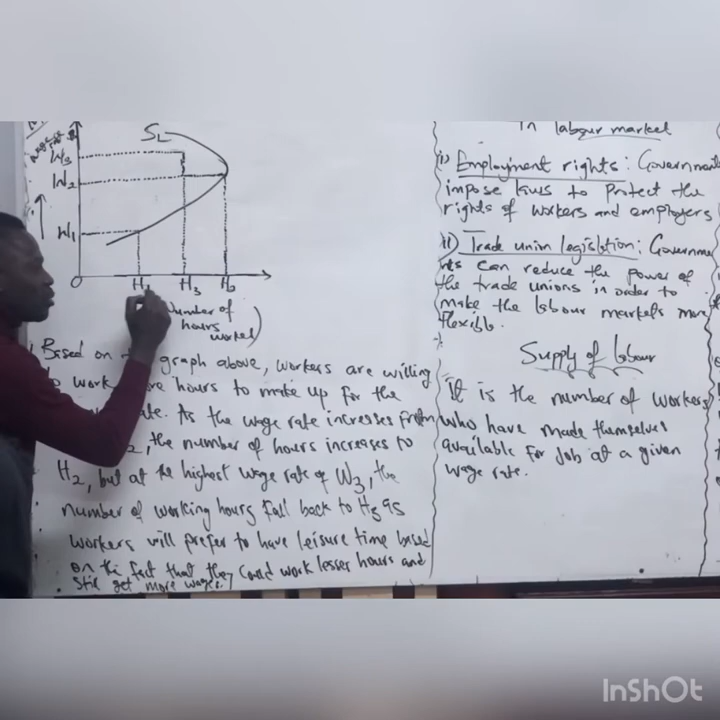 SL
W3
W2
W1
O
H1 H3 H2
Number of
hours
worked)
Based on graph above, workers are willing
work hours to make up for the
As the wage rate increases from
the number of hours increases to
H2, but at the highest wage rate of W3, the
number of working hours fall back to H3 as
workers will prefer to have leisure time based
on the fact that they could work lesser hours and
still get more wages.
in labour market
i) Employment rights: Government
impose laws to protect the
rights of workers and employers
ii) Trade union legislation: Governme
nts can reduce the power of
the trade unions in order to
make the labour markets more
flexible.
Supply of labour
It is the number of workers
who have made themselves
available for job at a given
wage rate.
InShOt